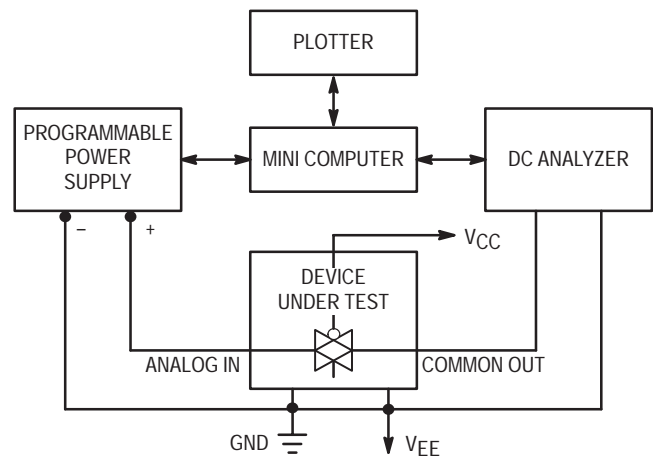 PLOTTER
PROGRAMMABLE
POWER
SUPPLY
MINI COMPUTER
DC ANALYZER
–
+
VCC
DEVICE
UNDER TEST
ANALOG IN
COMMON OUT
GND
VEE